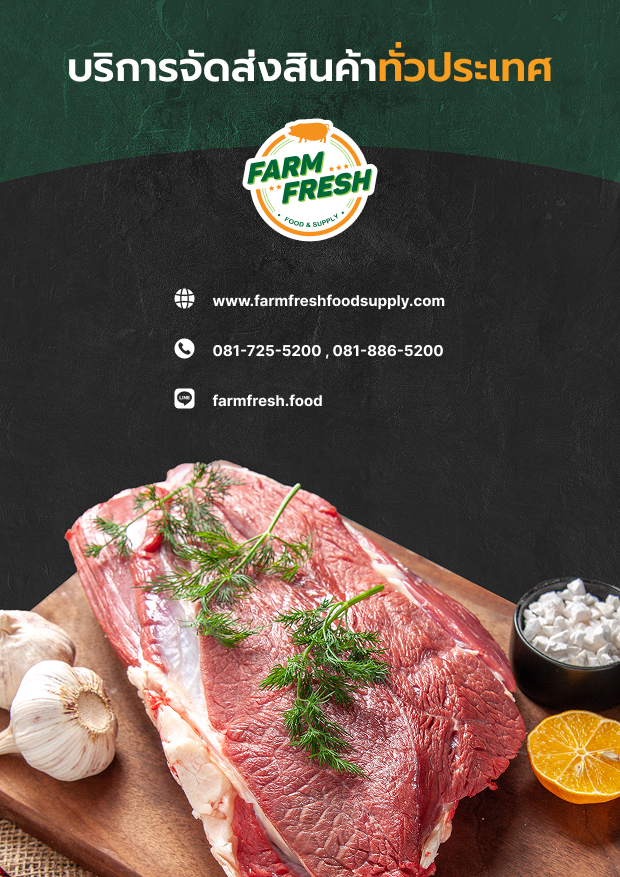 บริการจัดส่งสินค้าทั่วประเทศ
FARM
FRESH
FOOD & SUPPLY
www.farmfreshfoodsupply.com
081-725-5200 , 081-886-5200
LINE
farmfresh.food